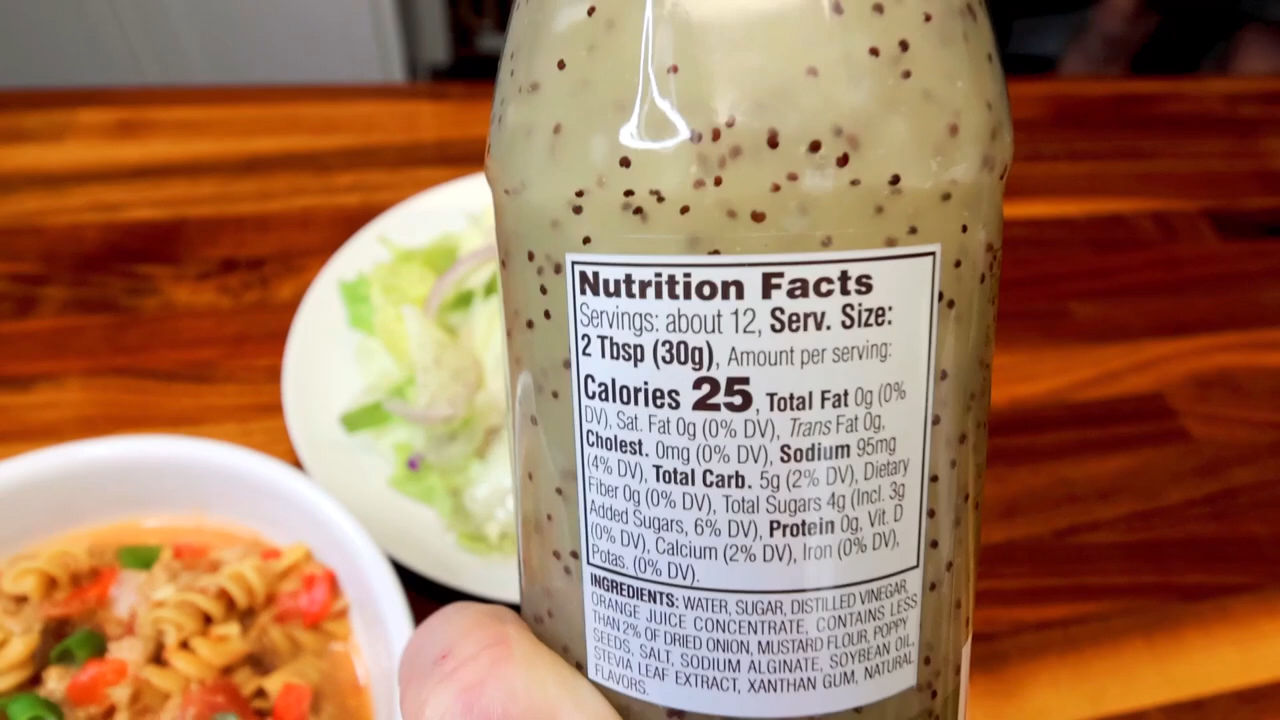 Nutrition Facts
Servings: about 12, Serv. Size:
2 Tbsp (30g), Amount per serving:
Calories 25, Total Fat 0g (0%
DV), Sat. Fat 0g (0% DV), Trans Fat 0g,
Cholest. 0mg (0% DV), Sodium 95mg
(4% DV), Total Carb. 5g (2% DV), Dietary
Fiber 0g (0% DV), Total Sugars 4g (Incl. 3g
Added Sugars, 6% DV), Protein 0g, Vit. D
(0% DV), Calcium (2% DV), Iron (0% DV),
Potas. (0% DV).
INGREDIENTS: WATER, SUGAR, DISTILLED VINEGAR,
ORANGE JUICE CONCENTRATE, CONTAINS LESS
THAN 2% OF DRIED ONION, MUSTARD FLOUR, POPPY
SEEDS, SALT, SODIUM ALGINATE, SOYBEAN OIL,
STEVIA LEAF EXTRACT, XANTHAN GUM, NATURAL
FLAVORS.